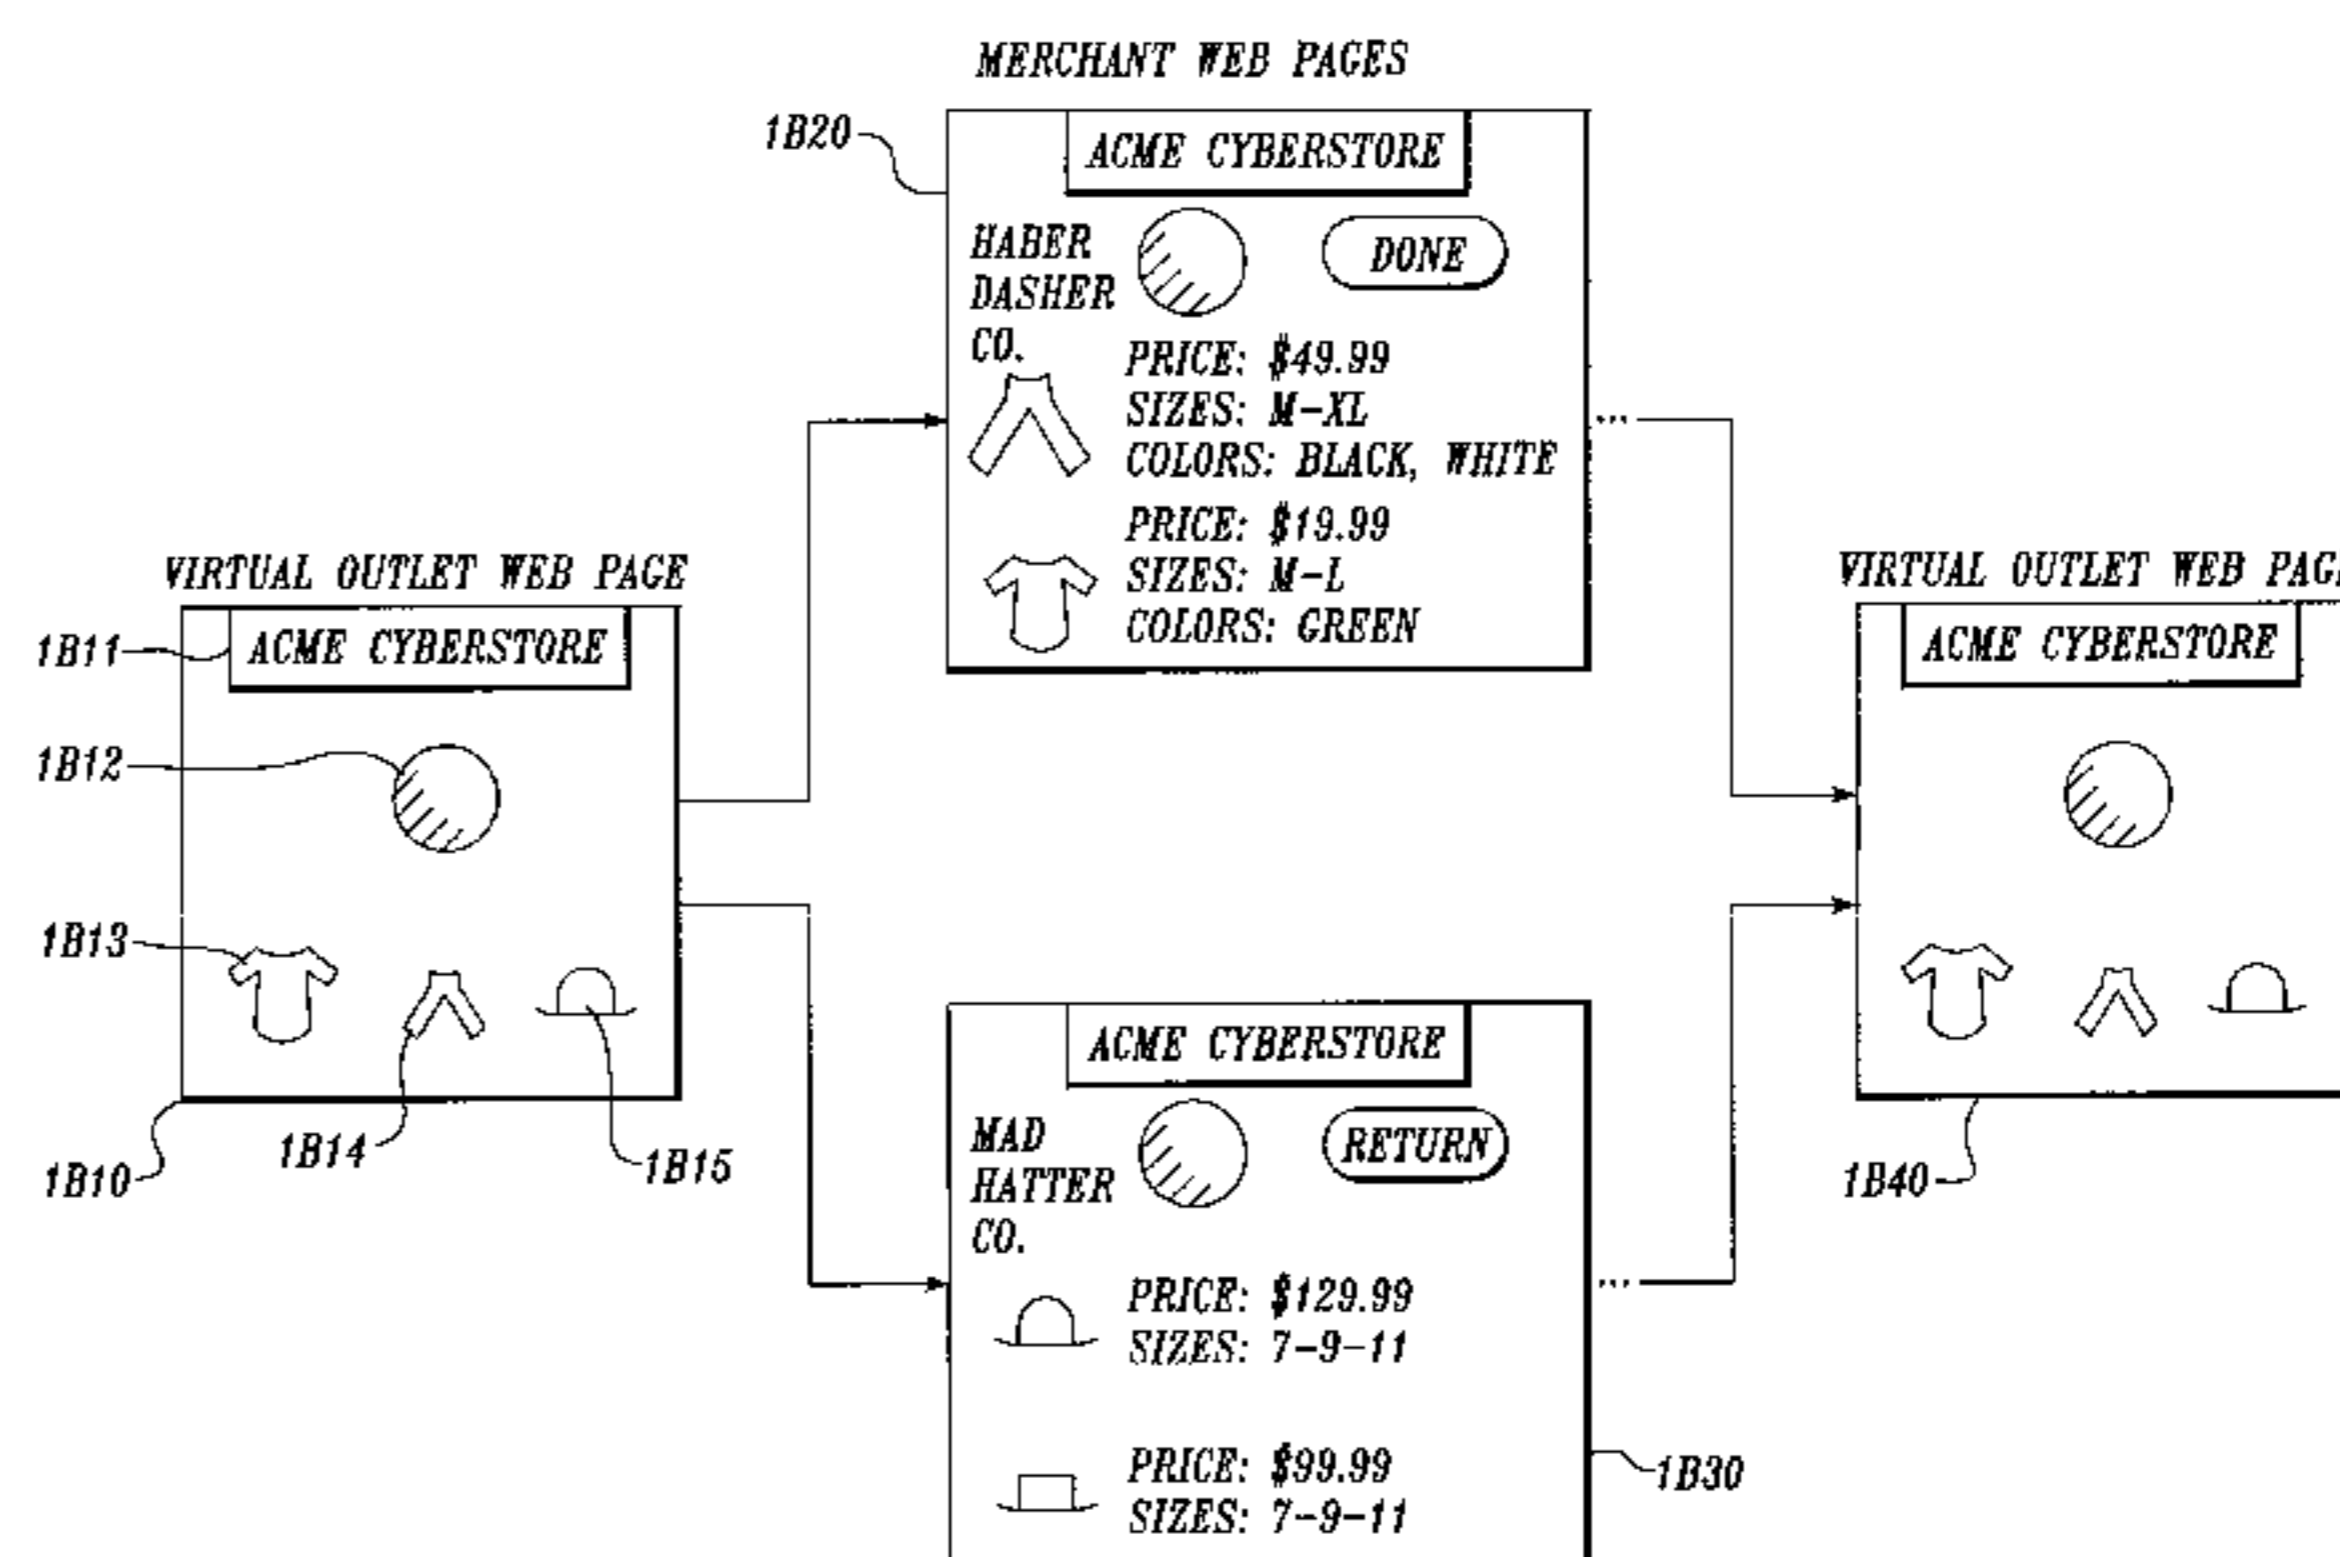 MERCHANT WEB PAGES
1B20
ACME CYBERSTORE
HABER
DASHER
CO.
DONE
PRICE: $49.99
SIZES: M-XL
COLORS: BLACK, WHITE
PRICE: $19.99
SIZES: M-L
COLORS: GREEN
VIRTUAL OUTLET WEB PAGE
1B11
ACME CYBERSTORE
1B12
1B13
1B10
1B14
1B15
ACME CYBERSTORE
MAD
HATTER
CO.
RETURN
PRICE: $129.99
SIZES: 7-9-11
PRICE: $99.99
SIZES: 7-9-11
1B30
VIRTUAL OUTLET WEB
ACME CYBERSTORE
1B40